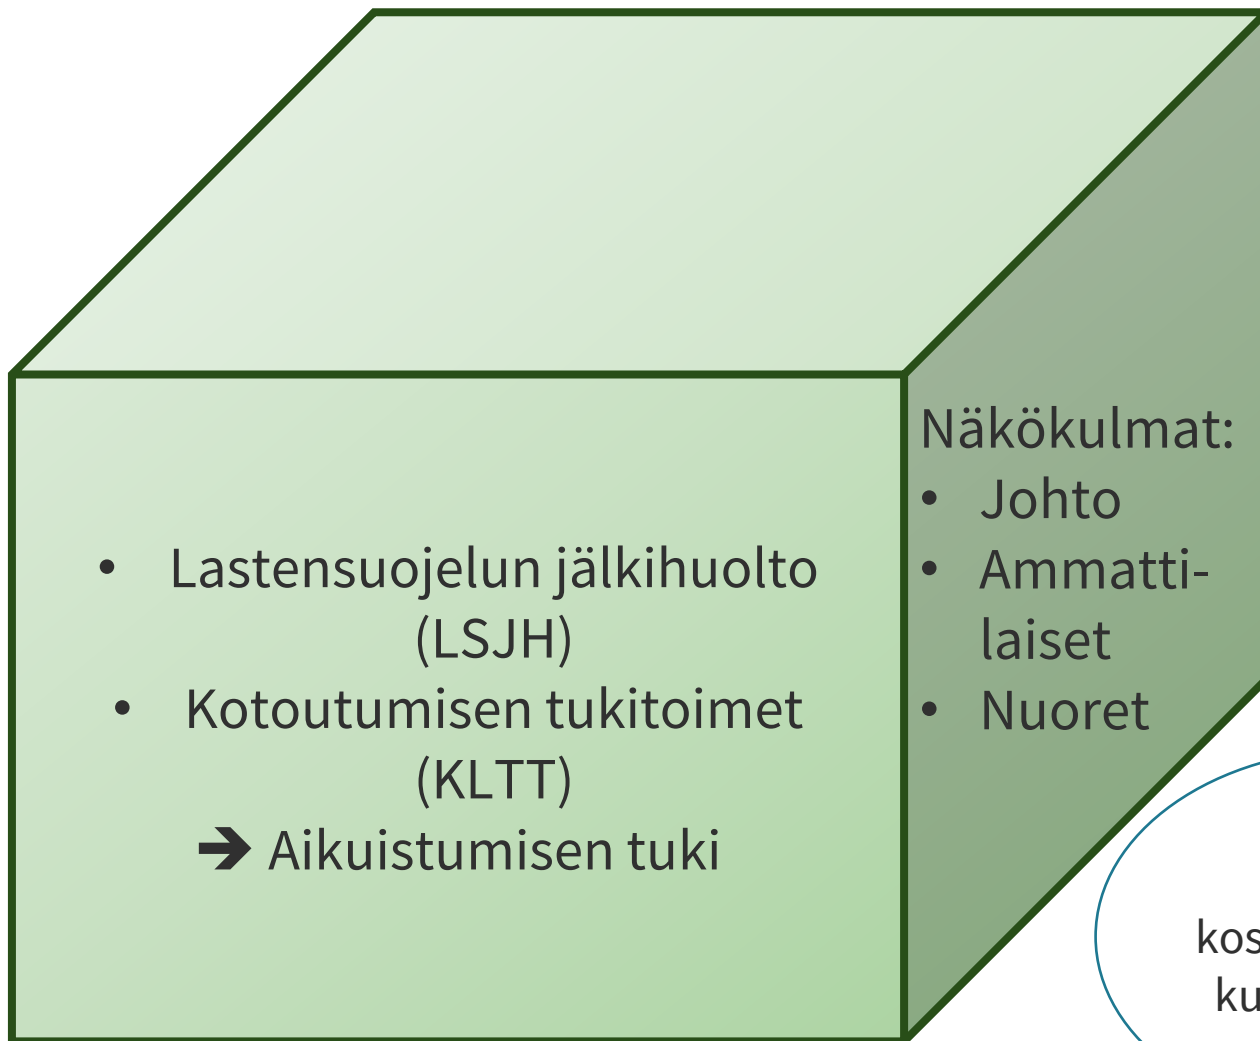 • Lastensuojelun jälkihuolto
(LSJH)
• Kotoutumisen tukitoimet
(KLTT)
➔ Aikuistumisen tuki
Näkökulmat:
• Johto
• Ammatti-
laiset
• Nuoret